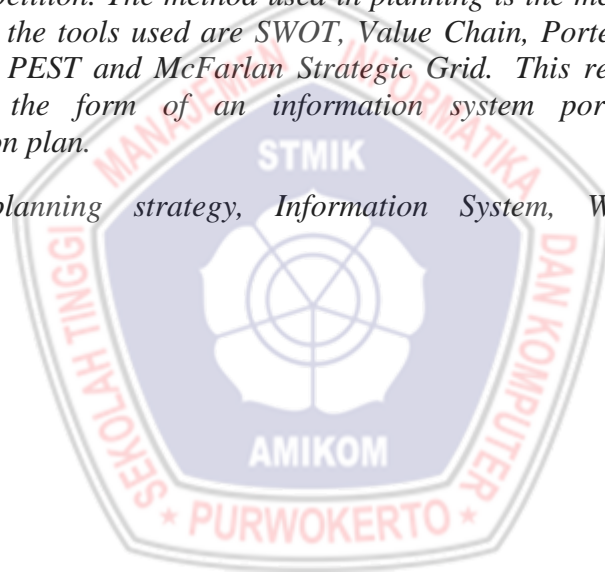 petition. The method used in planning is the me
the tools used are SWOT, Value Chain, Porte
PEST and McFarlan Strategic Grid. This re
the form of an information system por
on plan.
planning strategy, Information System, W
MANAJEMEN INFORMATIKA
STMIK
SEKOLAH TINGGI
DAN KOMPUTER
AMIKOM
* PURWOKERTO *